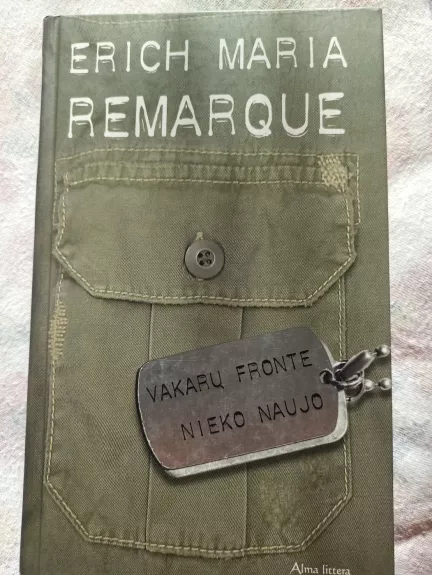 ERICH MARIA
REMARQUE
VAKARŲ FRONTE
NIEKO NAUJO
Alma littera